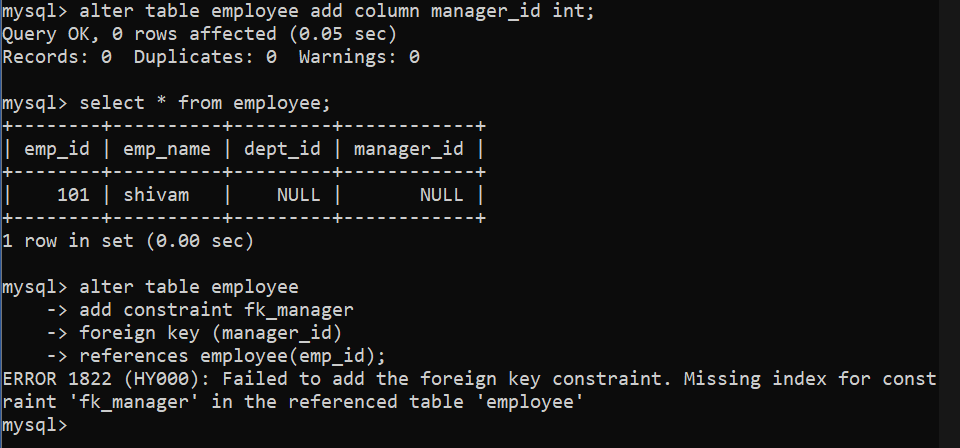 mysql> alter table employee add column manager_id int;
Query OK, 0 rows affected (0.05 sec)
Records: 0  Duplicates: 0  Warnings: 0

mysql> select * from employee;
+--------+----------+---------+------------+
| emp_id | emp_name | dept_id | manager_id |
+--------+----------+---------+------------+
|    101 | shivam   |    NULL |       NULL |
+--------+----------+---------+------------+
1 row in set (0.00 sec)

mysql> alter table employee
    -> add constraint fk_manager
    -> foreign key (manager_id)
    -> references employee(emp_id);
ERROR 1822 (HY000): Failed to add the foreign key constraint. Missing index for const
raint 'fk_manager' in the referenced table 'employee'
mysql>